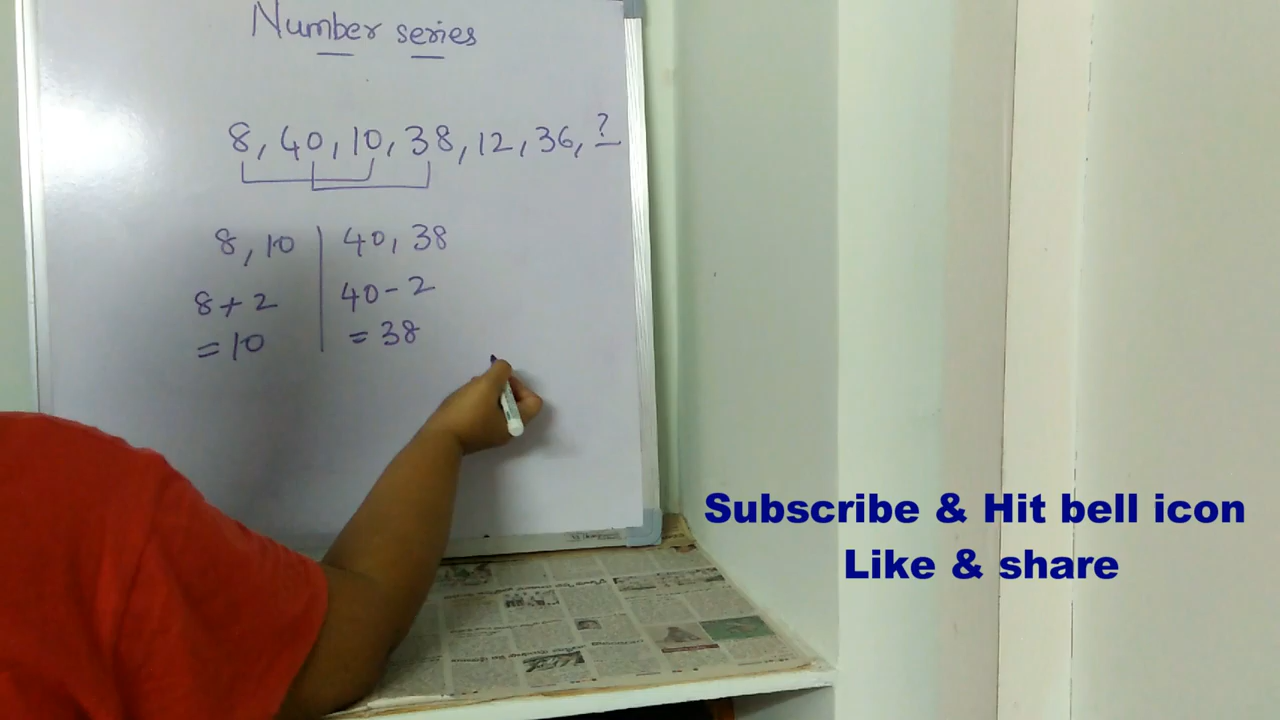 Number series
8, 40, 10, 38, 12, 36, ?
8, 10 | 40, 38
8 + 2 | 40 - 2
= 10 | = 38
Subscribe & Hit bell icon
Like & share